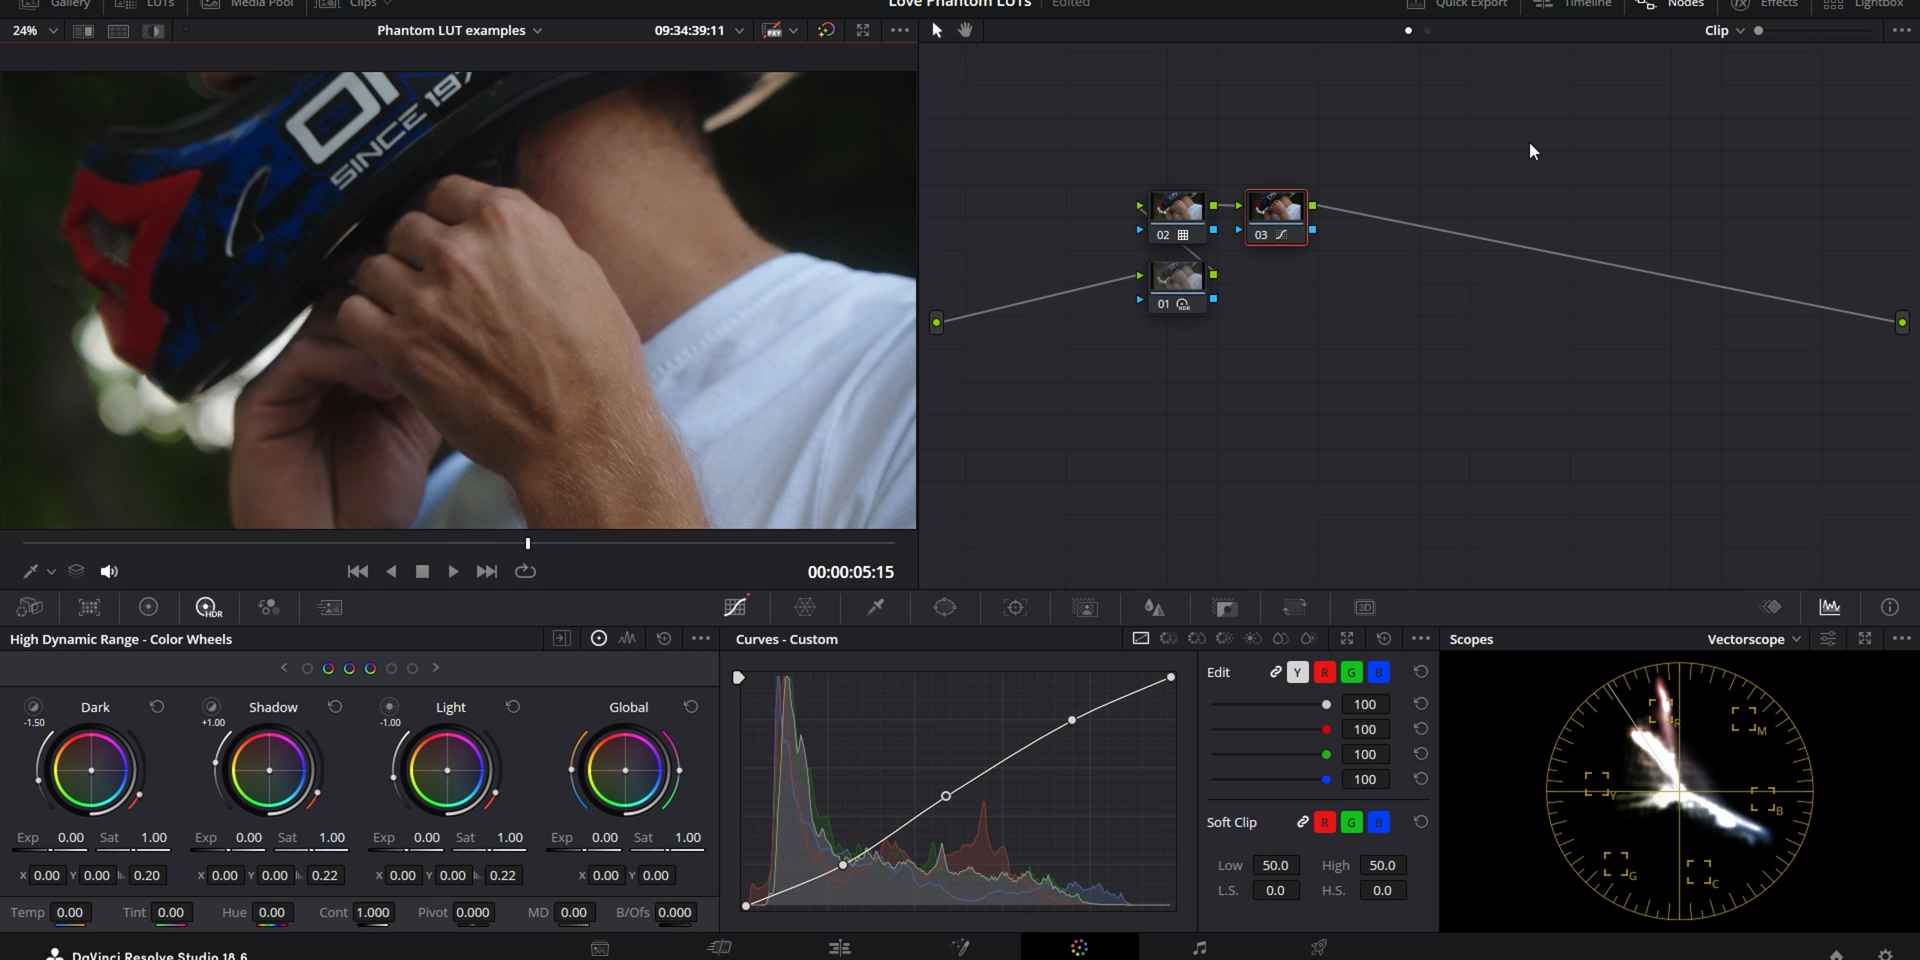 Gallery
LUTs
Media Pool
Clips
Love Phantom LUTs
Edited
Quick Export
Timeline
Nodes
Effects
Lightbox
24%
Phantom LUT examples
09:34:39:11
PXY
Clip
SINCE 197
02
03
01
HDR
00:00:05:15
HDR
3D
High Dynamic Range - Color Wheels
Curves - Custom
Scopes
Vectorscope
Dark
Shadow
Light
Global
-1.50
+1.00
-1.00
Exp 0.00 Sat 1.00
Exp 0.00 Sat 1.00
Exp 0.00 Sat 1.00
Exp 0.00 Sat 1.00
X 0.00 Y 0.00 0.20
X 0.00 Y 0.00 0.22
X 0.00 Y 0.00 0.22
X 0.00 Y 0.00
Temp 0.00 Tint 0.00 Hue 0.00 Cont 1.000 Pivot 0.000 MD 0.00 B/Ofs 0.000
Edit Y R G B
100
100
100
100
Soft Clip R G B
Low 50.0 High 50.0
L.S. 0.0 H.S. 0.0
R
M
Y
B
G
C
DaVinci Resolve Studio 18.6